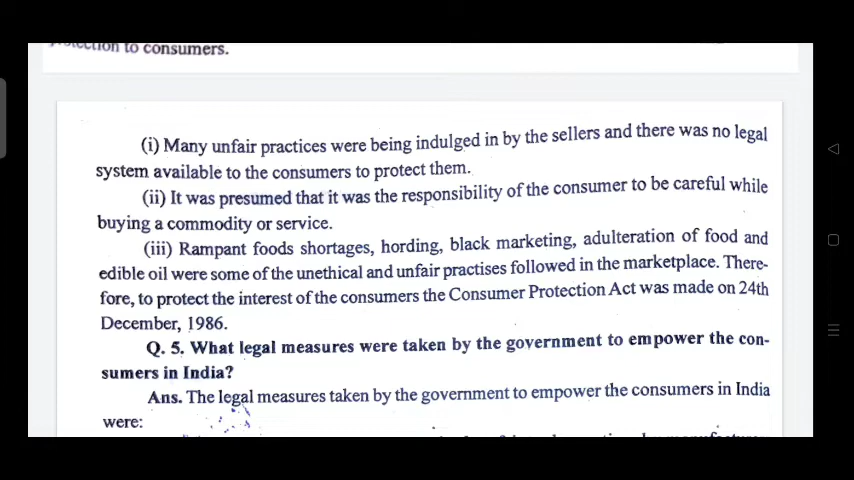 protection to consumers.
(i) Many unfair practices were being indulged in by the sellers and there was no legal
system available to the consumers to protect them.
(ii) It was presumed that it was the responsibility of the consumer to be careful while
buying a commodity or service.
(iii) Rampant foods shortages, hording, black marketing, adulteration of food and
edible oil were some of the unethical and unfair practises followed in the marketplace. There-
fore, to protect the interest of the consumers the Consumer Protection Act was made on 24th
December, 1986.
Q. 5. What legal measures were taken by the government to empower the con-
sumers in India?
Ans. The legal measures taken by the government to empower the consumers in India
were: